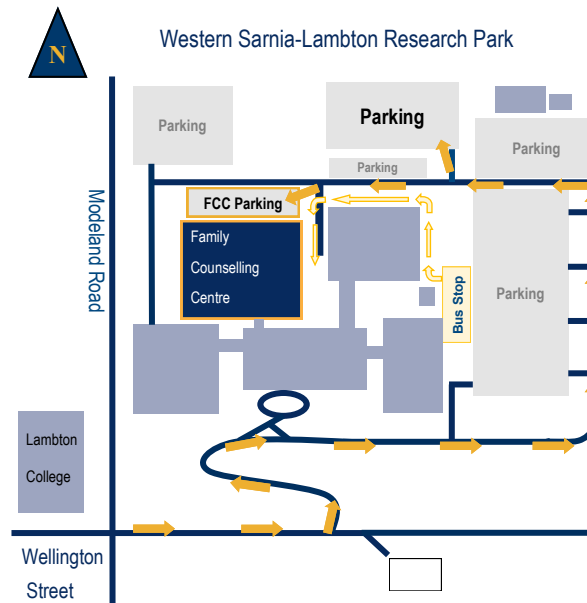 N
Western Sarnia-Lambton Research Park
Parking
Parking
Parking
Parking
FCC Parking
Modeland Road
Family
Counselling
Centre
Parking
Bus Stop
Lambton
College
Wellington
Street